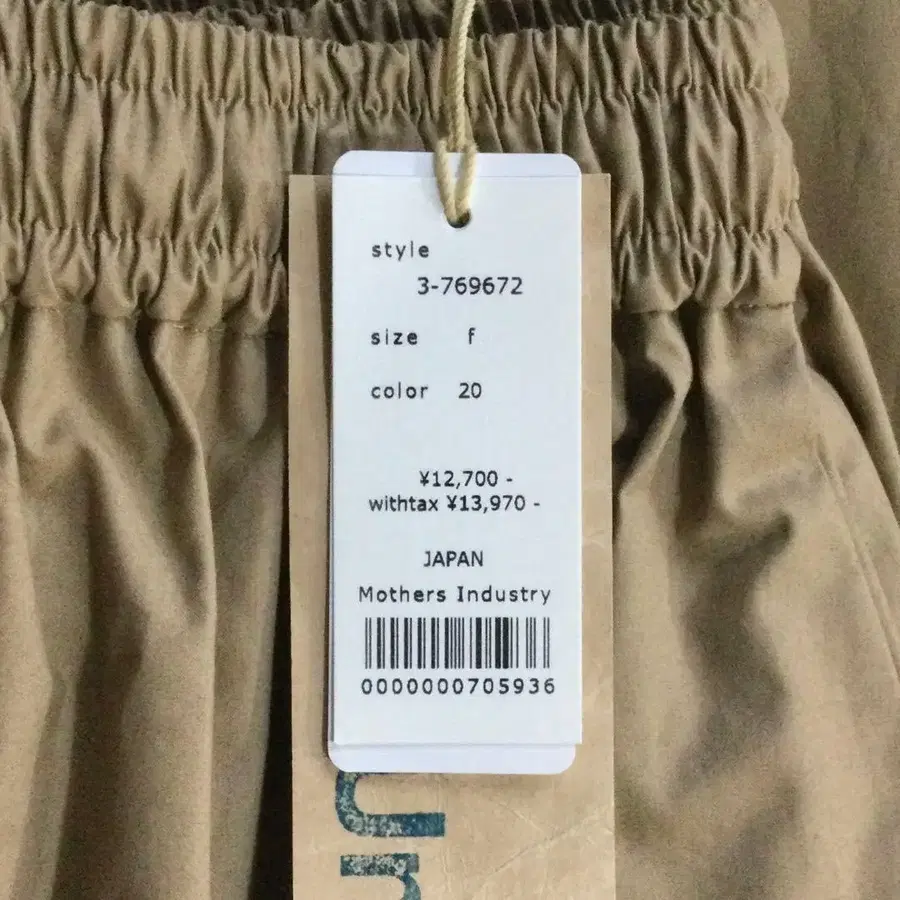 style
3-769672
size f
color 20
¥12,700 -
withtax ¥13,970 -
JAPAN
Mothers Industry
0000000705936